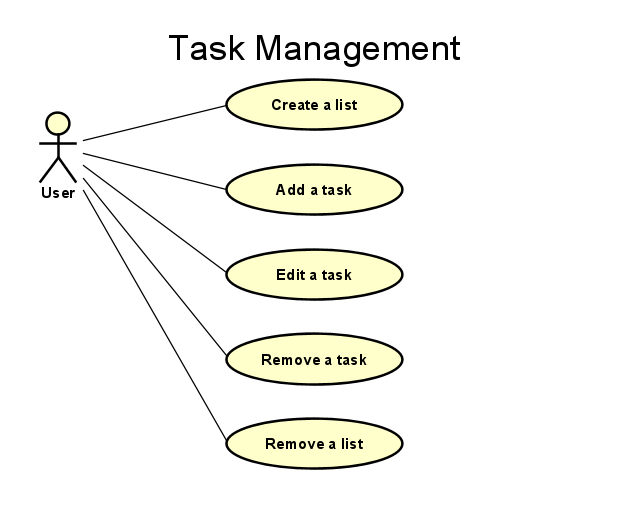 Task Management
Create a list
User
Add a task
Edit a task
Remove a task
Remove a list